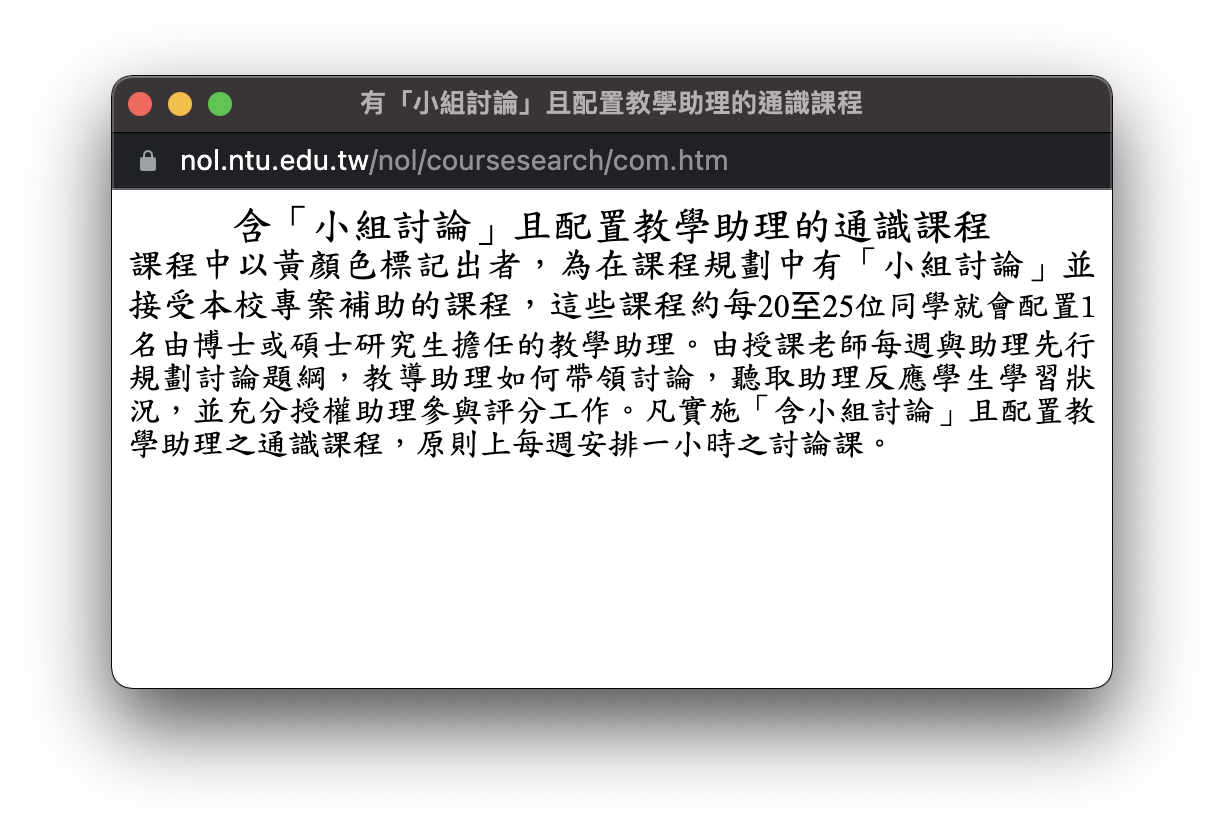 有「小組討論」且配置教學助理的通識課程
nol.ntu.edu.tw/nol/coursesearch/com.htm
含「小組討論」且配置教學助理的通識課程
課程中以黃顏色標記出者，為在課程規劃中有「小組討論」並
接受本校專案補助的課程，這些課程約每20至25位同學就會配置1
名由博士或碩士研究生擔任的教學助理。由授課老師每週與助理先行
規劃討論題綱，教導助理如何帶領討論，聽取助理反應學生學習狀
況，並充分授權助理參與評分工作。凡實施「含小組討論」且配置教
學助理之通識課程，原則上每週安排一小時之討論課。